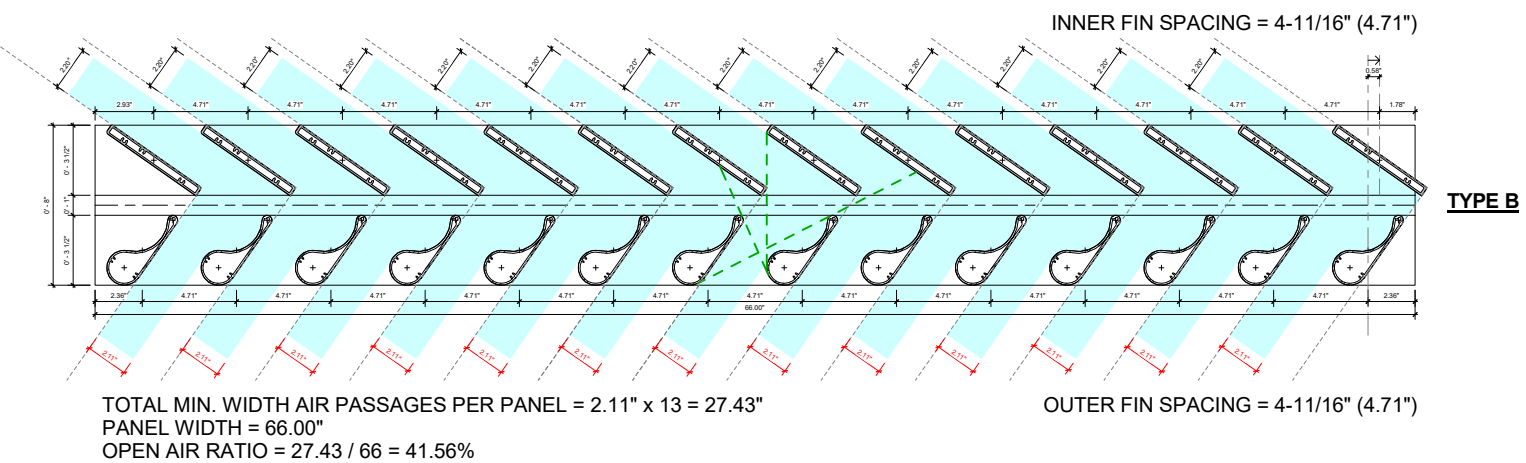 INNER FIN SPACING = 4-11/16" (4.71")
2.20" 2.20" 2.20" 2.20" 2.20" 2.20" 2.20" 2.20" 2.20" 2.20" 2.20" 2.20" 2.20"
0.58"
2.93" 4.71" 4.71" 4.71" 4.71" 4.71" 4.71" 4.71" 4.71" 4.71" 4.71" 4.71" 4.71" 4.71" 1.78"
0' - 3 1/2"
0' - 8"
0' - 1"
TYPE B
0' - 3 1/2"
2.36" 4.71" 4.71" 4.71" 4.71" 4.71" 4.71" 4.71" 4.71" 4.71" 4.71" 4.71" 4.71" 4.71" 2.36"
66.00"
2.11" 2.11" 2.11" 2.11" 2.11" 2.11" 2.11" 2.11" 2.11" 2.11" 2.11" 2.11" 2.11"
TOTAL MIN. WIDTH AIR PASSAGES PER PANEL = 2.11" x 13 = 27.43"
OUTER FIN SPACING = 4-11/16" (4.71")
PANEL WIDTH = 66.00"
OPEN AIR RATIO = 27.43 / 66 = 41.56%